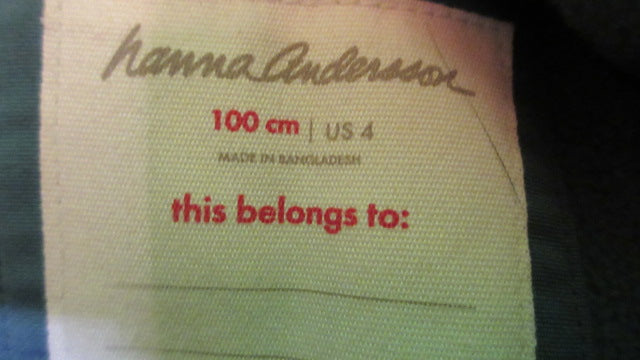 hanna Andersson
100 cm | US 4
MADE IN BANGLADESH
this belongs to: